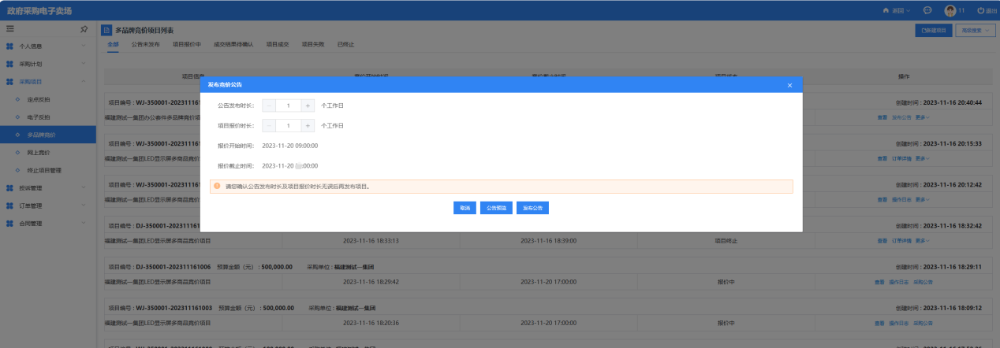 政府采购电子卖场
返回
11
退出
个人信息
采购计划
采购项目
定点反拍
电子反拍
多品牌竞价
网上竞价
终止项目管理
投诉管理
订单管理
合同管理
多品牌竞价项目列表
新建项目
高级搜索
全部 公告未发布 项目报价中 成交结果待确认 项目成交 项目失败 已终止
项目信息 操作
项目编号 : WJ-350001-20231116 创建时间 : 2023-11-16 20:40:44
福建测试一集团办公套件多品牌竞价项 查看 发布公告 更多
项目编号 : WJ-350001-20231116 创建时间 : 2023-11-16 20:15:33
福建测试一集团LED显示屏多商品竞价 查看 订单详情 更多
项目编号 : WJ-350001-20231116 创建时间 : 2023-11-16 20:12:42
福建测试一集团LED显示屏多商品竞价 查看 操作日志 更多
项目编号 : DJ-350001-202311161 创建时间 : 2023-11-16 18:32:42
福建测试一集团LED显示屏多商品竞价项目 2023-11-16 18:33:13 2023-11-16 18:39:00 项目终止 查看 订单详情 更多
项目编号 : DJ-350001-202311161006 预算金额（元）: 500,000.00 采购单位 : 福建测试一集团 创建时间 : 2023-11-16 18:29:11
福建测试一集团LED显示屏多商品竞价项目 2023-11-16 18:29:42 2023-11-20 17:00:00 报价中 查看 操作日志 采购公告
项目编号 : WJ-350001-202311161003 预算金额（元）: 500,000.00 采购单位 : 福建测试一集团 创建时间 : 2023-11-16 18:09:12
福建测试一集团LED显示屏多商品竞价项目 2023-11-16 18:20:36 2023-11-20 17:00:00 报价中 查看 操作日志 采购公告
发布竞价公告
公告发布时长: － 1 + 个工作日
项目报价时长: － 1 + 个工作日
报价开始时间: 2023-11-20 09:00:00
报价截止时间: 2023-11-20 :00:00
请您确认公告发布时长及项目报价时长无误后再发布项目。
取消 公告预览 发布公告